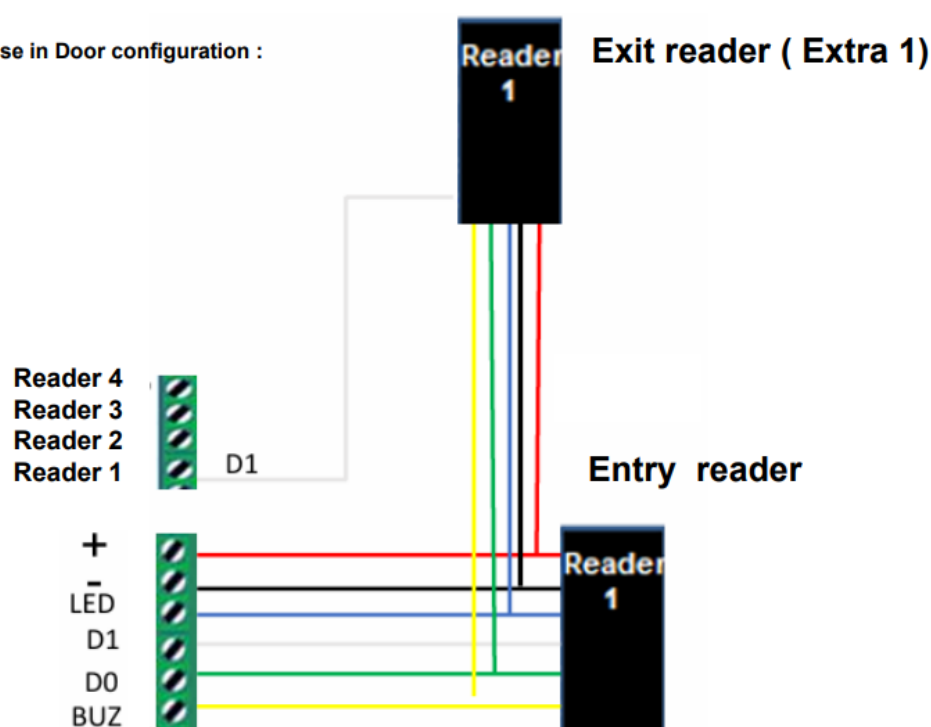 se in Door configuration :
Reader
1
Exit reader ( Extra 1)
Reader 4
Reader 3
Reader 2
Reader 1
D1
Entry reader
Reader
1
+
-
LED
D1
D0
BUZ